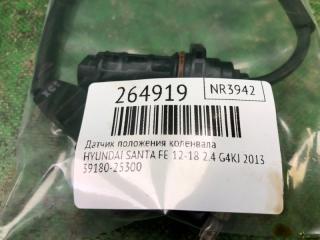 264919
NR3942
Датчик положения коленвала
HYUNDAI SANTA FE 12-18 2.4 G4KJ 2013
39180-25300